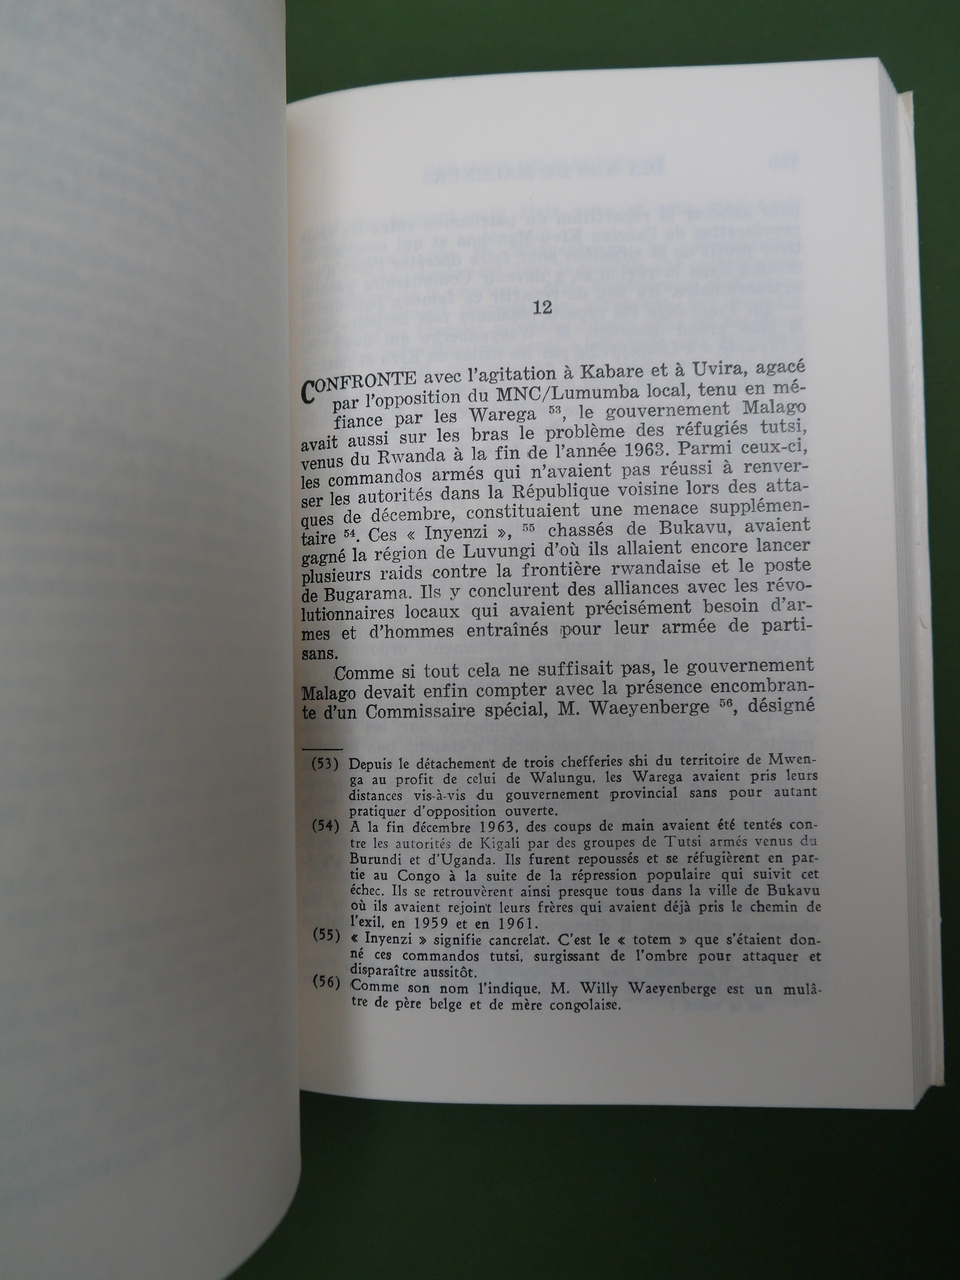 12
CONFRONTE avec l'agitation à Kabare et à Uvira, agacé
par l'opposition du MNC/Lumumba local, tenu en mé-
fiance par les Warega 53, le gouvernement Malago
avait aussi sur les bras le problème des réfugiés tutsi,
venus du Rwanda à la fin de l'année 1963. Parmi ceux-ci,
les commandos armés qui n'avaient pas réussi à renver-
ser les autorités dans la République voisine lors des atta-
ques de décembre, constituaient une menace supplémen-
taire 54. Ces « Inyenzi », 55 chassés de Bukavu, avaient
gagné la région de Luvungi d'où ils allaient encore lancer
plusieurs raids contre la frontière rwandaise et le poste
de Bugarama. Ils y conclurent des alliances avec les révo-
lutionnaires locaux qui avaient précisément besoin d'ar-
mes et d'hommes entraînés pour leur armée de parti-
sans.
Comme si tout cela ne suffisait pas, le gouvernement
Malago devait enfin compter avec la présence encombran-
te d'un Commissaire spécial, M. Waeyenberge 56, désigné
(53) Depuis le détachement de trois chefferies shi du territoire de Mwen-
ga au profit de celui de Walungu, les Warega avaient pris leurs
distances vis-à-vis du gouvernement provincial sans pour autant
pratiquer d'opposition ouverte.
(54) A la fin décembre 1963, des coups de main avaient été tentés con-
tre les autorités de Kigali par des groupes de Tutsi armés venus du
Burundi et d'Uganda. Ils furent repoussés et se réfugièrent en par-
tie au Congo à la suite de la répression populaire qui suivit cet
échec. Ils se retrouvèrent ainsi presque tous dans la ville de Bukavu
où ils avaient rejoint leurs frères qui avaient déjà pris le chemin de
l'exil, en 1959 et en 1961.
(55) « Inyenzi » signifie cancrelat. C'est le « totem » que s'étaient don-
né ces commandos tutsi, surgissant de l'ombre pour attaquer et
disparaître aussitôt.
(56) Comme son nom l'indique, M. Willy Waeyenberge est un mulâ-
tre de père belge et de mère congolaise.